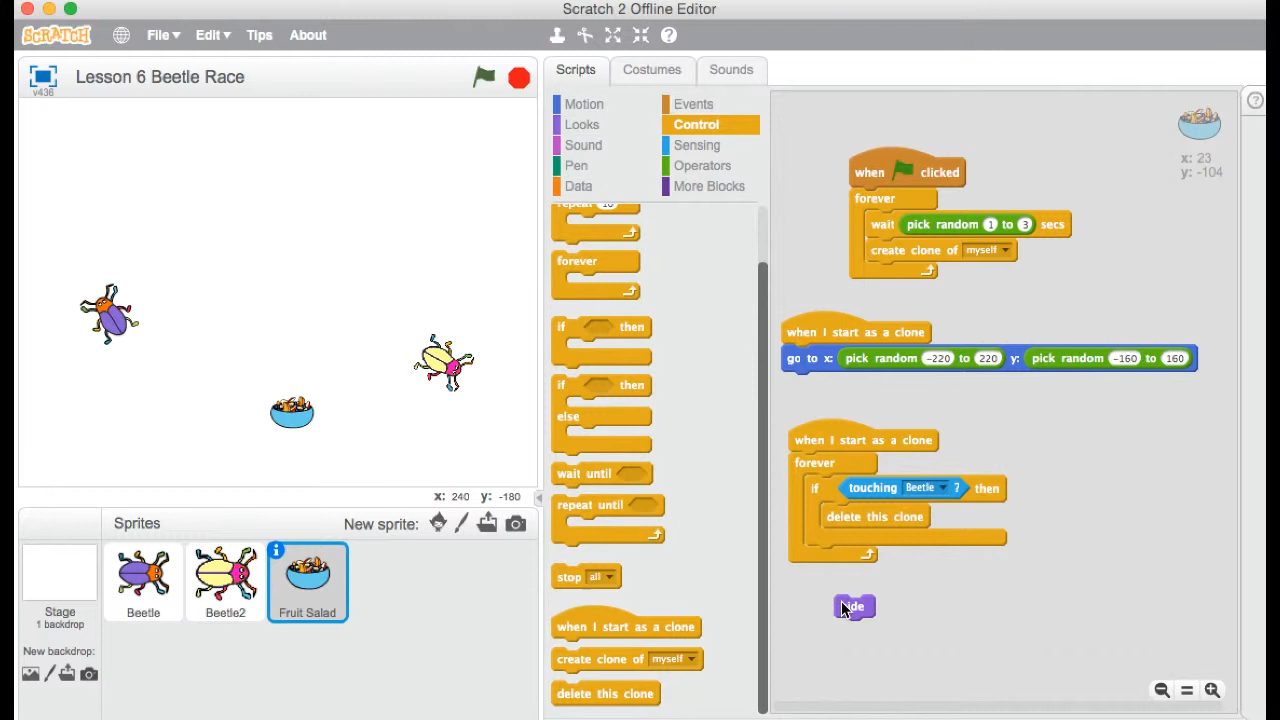 Scratch 2 Offline Editor
SCRATCH
File Edit Tips About
Lesson 6 Beetle Race
v436
Scripts Costumes Sounds
Motion Events
Looks Control
Sound Sensing
Pen Operators
Data More Blocks
repeat 10
forever
if then
if then
else
wait until
repeat until
stop all
when I start as a clone
create clone of myself
delete this clone
x: 23
y: -104
when clicked
forever
wait pick random 1 to 3 secs
create clone of myself
when I start as a clone
go to x: pick random -220 to 220 y: pick random -160 to 160
when I start as a clone
forever
if touching Beetle ? then
delete this clone
x: 240 y: -180
Sprites New sprite:
Stage
1 backdrop
New backdrop:
Beetle
Beetle2
Fruit Salad